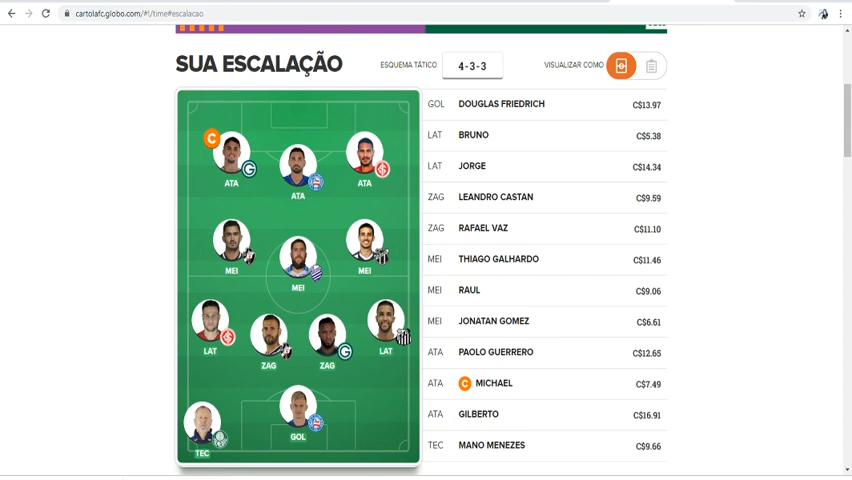 cartolafc.globo.com/#!/time#escalacao
SUA ESCALAÇÃO
ESQUEMA TÁTICO
4-3-3
VISUALIZAR COMO
C
ATA
ATA
ATA
MEI
MEI
MEI
LAT
ZAG
ZAG
LAT
GOL
TEC
GOL DOUGLAS FRIEDRICH C$13.97
LAT BRUNO C$5.38
LAT JORGE C$14.34
ZAG LEANDRO CASTAN C$9.59
ZAG RAFAEL VAZ C$11.10
MEI THIAGO GALHARDO C$11.46
MEI RAUL C$9.06
MEI JONATAN GOMEZ C$6.61
ATA PAOLO GUERRERO C$12.65
ATA C MICHAEL C$7.49
ATA GILBERTO C$16.91
TEC MANO MENEZES C$9.66